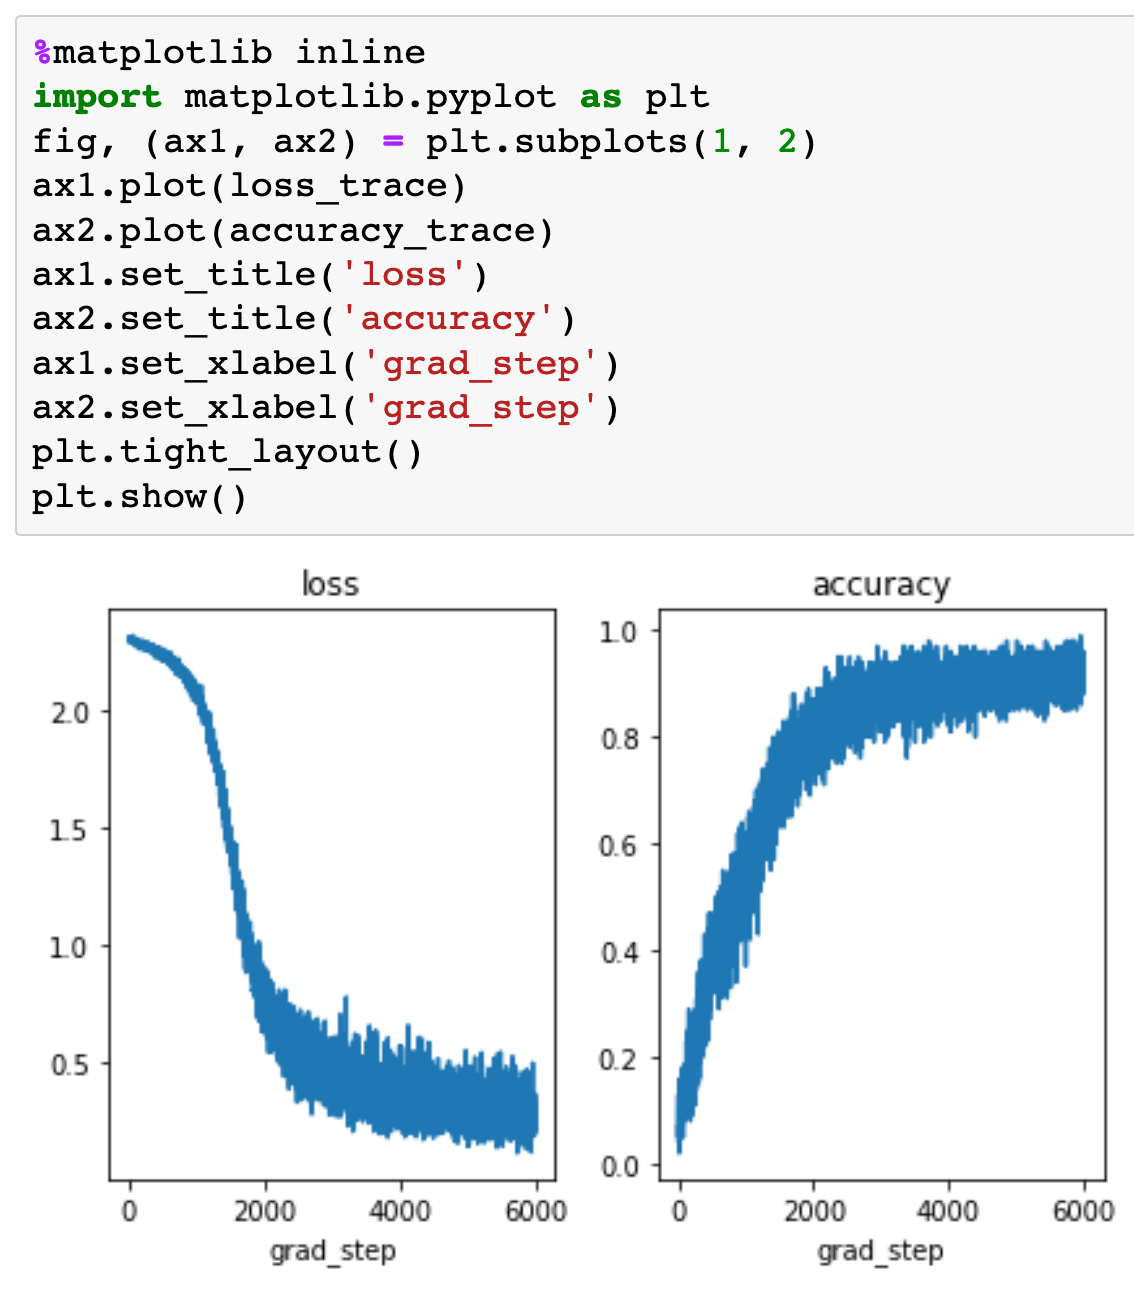 %matplotlib inline
import matplotlib.pyplot as plt
fig, (ax1, ax2) = plt.subplots(1, 2)
ax1.plot(loss_trace)
ax2.plot(accuracy_trace)
ax1.set_title('loss')
ax2.set_title('accuracy')
ax1.set_xlabel('grad_step')
ax2.set_xlabel('grad_step')
plt.tight_layout()
plt.show()
loss
2.0
1.5
1.0
0.5
0 2000 4000 6000
grad_step
accuracy
1.0
0.8
0.6
0.4
0.2
0.0
0 2000 4000 6000
grad_step